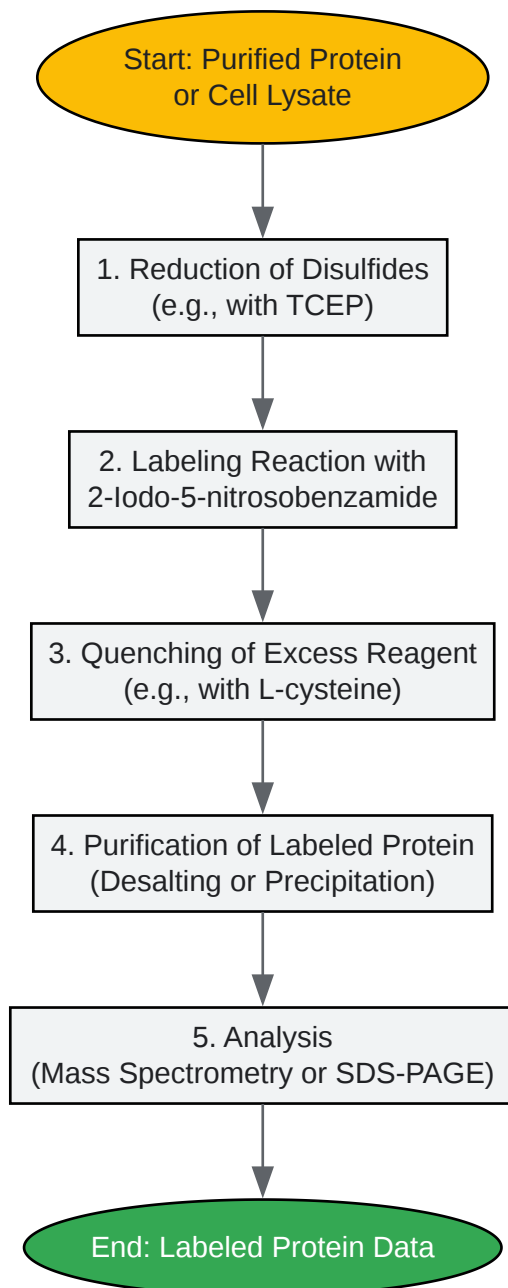 Start: Purified Protein
or Cell Lysate
1. Reduction of Disulfides
(e.g., with TCEP)
2. Labeling Reaction with
2-Iodo-5-nitrosobenzamide
3. Quenching of Excess Reagent
(e.g., with L-cysteine)
4. Purification of Labeled Protein
(Desalting or Precipitation)
5. Analysis
(Mass Spectrometry or SDS-PAGE)
End: Labeled Protein Data